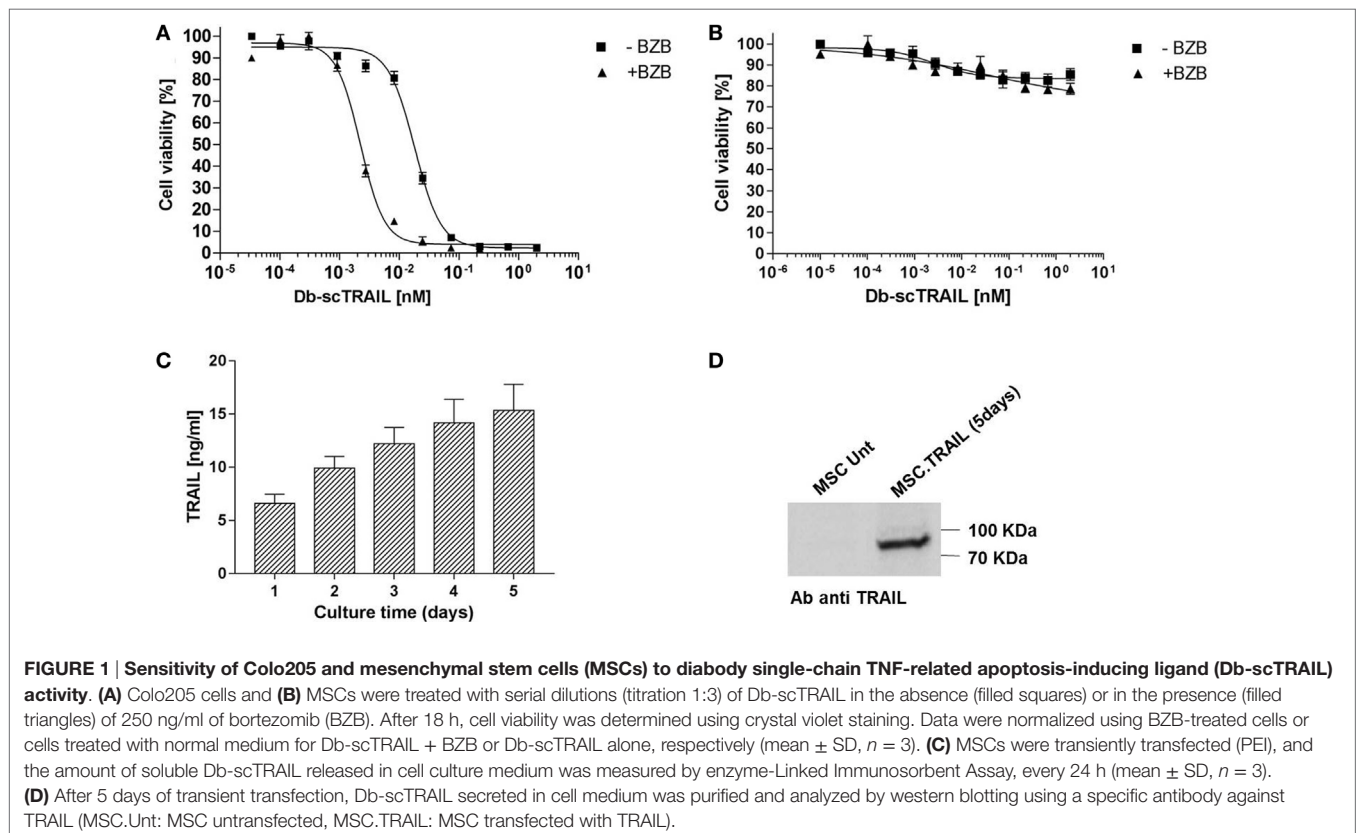 A
100
90
80
70
60
50
40
30
20
10
0
Cell viability [%]
10-5 10-4 10-3 10-2 10-1 100 101
Db-scTRAIL [nM]
- BZB
+BZB
B
100
90
80
70
60
50
40
30
20
10
0
Cell viability [%]
10-6 10-5 10-4 10-3 10-2 10-1 100 101
Db-scTRAIL [nM]
- BZB
+BZB
C
20
15
10
5
0
TRAIL [ng/ml]
1 2 3 4 5
Culture time (days)
D
MSC Unt
MSC.TRAIL (5days)
100 KDa
70 KDa
Ab anti TRAIL
FIGURE 1 | Sensitivity of Colo205 and mesenchymal stem cells (MSCs) to diabody single-chain TNF-related apoptosis-inducing ligand (Db-scTRAIL)
activity. (A) Colo205 cells and (B) MSCs were treated with serial dilutions (titration 1:3) of Db-scTRAIL in the absence (filled squares) or in the presence (filled
triangles) of 250 ng/ml of bortezomib (BZB). After 18 h, cell viability was determined using crystal violet staining. Data were normalized using BZB-treated cells or
cells treated with normal medium for Db-scTRAIL + BZB or Db-scTRAIL alone, respectively (mean ± SD, n = 3). (C) MSCs were transiently transfected (PEI), and
the amount of soluble Db-scTRAIL released in cell culture medium was measured by enzyme-Linked Immunosorbent Assay, every 24 h (mean ± SD, n = 3).
(D) After 5 days of transient transfection, Db-scTRAIL secreted in cell medium was purified and analyzed by western blotting using a specific antibody against
TRAIL (MSC.Unt: MSC untransfected, MSC.TRAIL: MSC transfected with TRAIL).